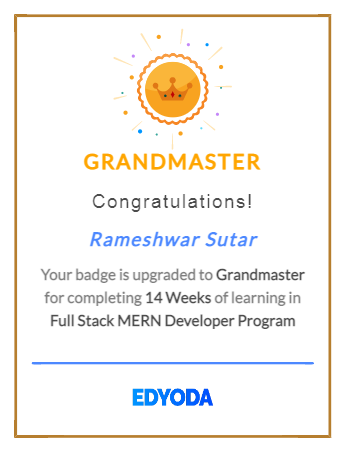 GRANDMASTER
Congratulations!
Rameshwar Sutar
Your badge is upgraded to Grandmaster
for completing 14 Weeks of learning in
Full Stack MERN Developer Program
EDYODA